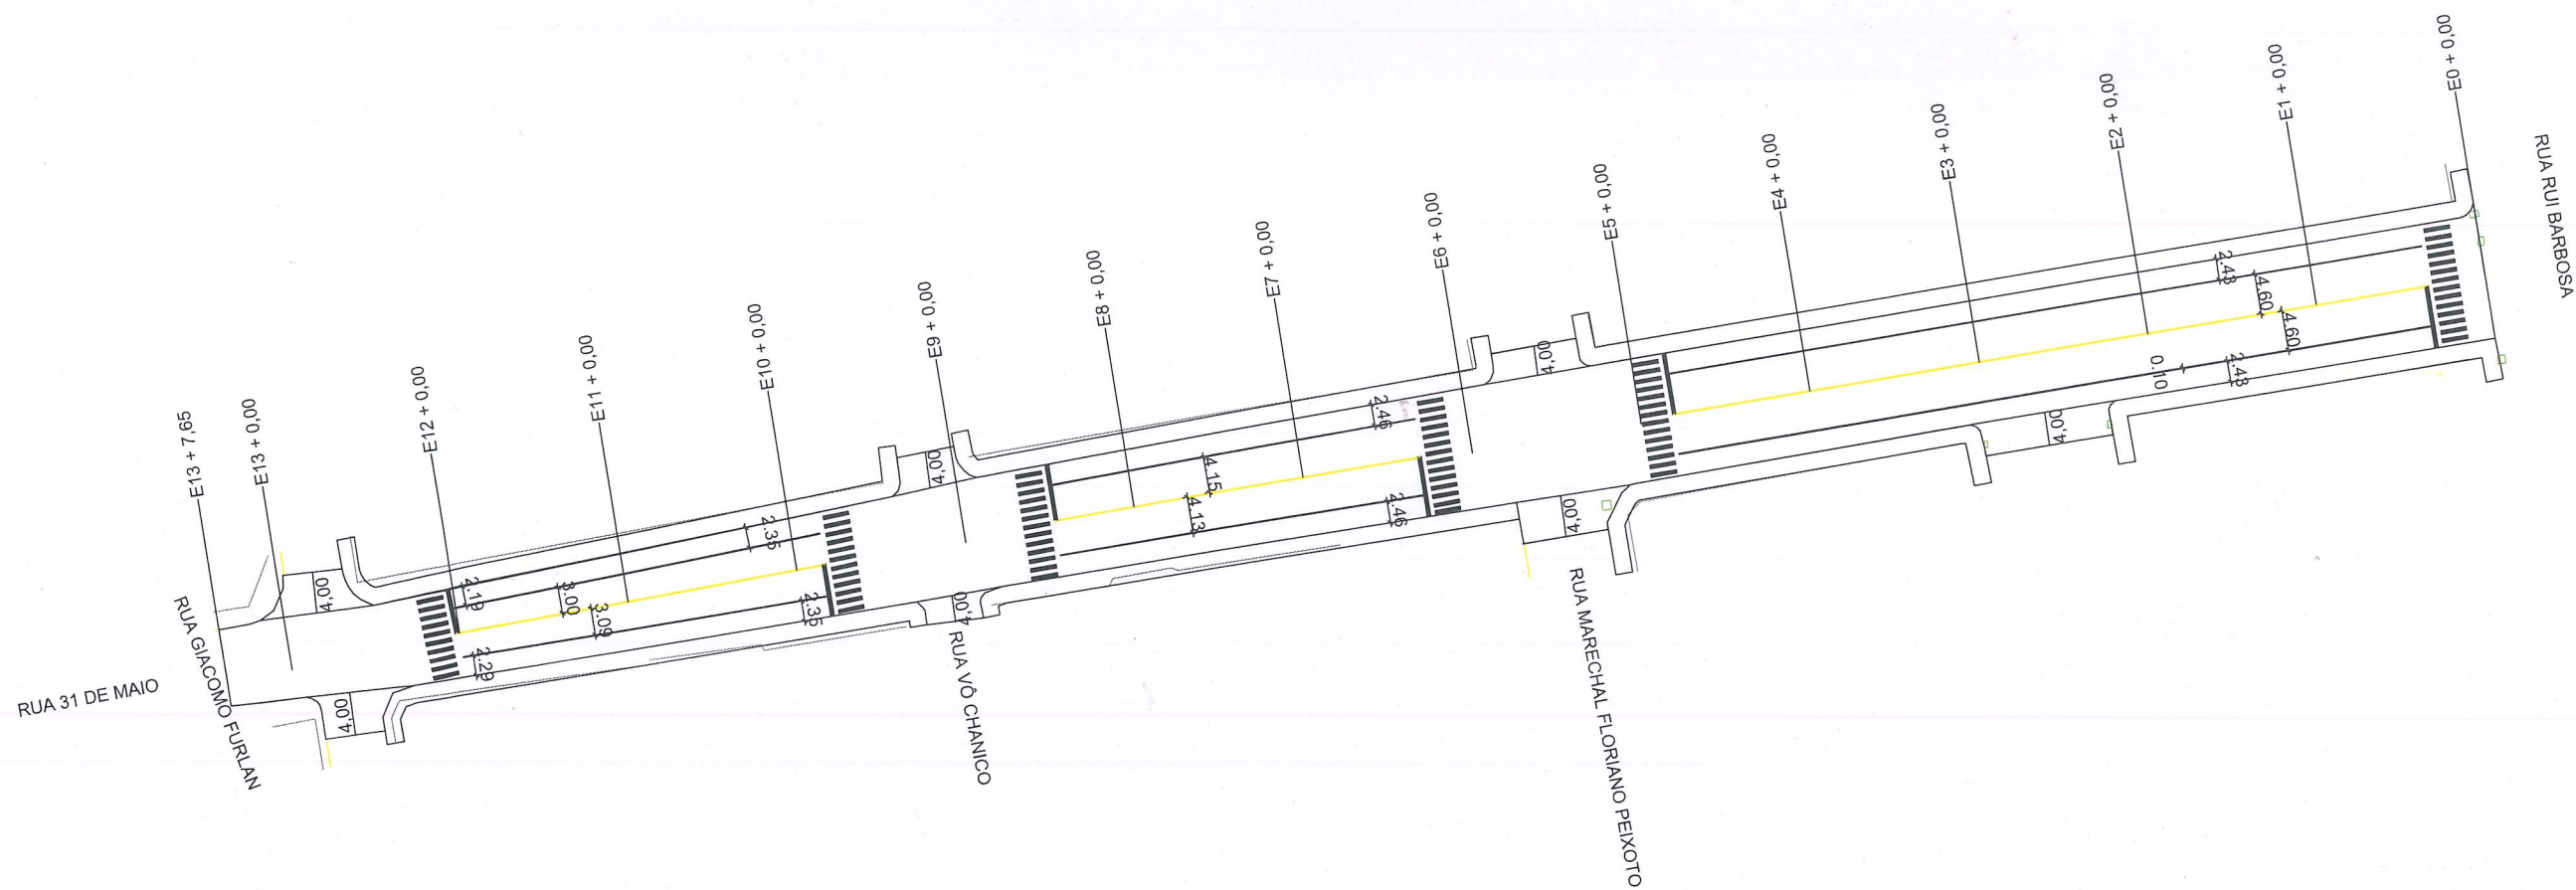 E0 + 0,00
E1 + 0,00
E2 + 0,00
E3 + 0,00
E4 + 0,00
E5 + 0,00
E6 + 0,00
E7 + 0,00
E8 + 0,00
E9 + 0,00
E10 + 0,00
E11 + 0,00
E12 + 0,00
E13 + 0,00
E13 + 7,65
RUA RUI BARBOSA
2.43
4.60
4.60
0.10
2.43
4,00
4,00
4,00
2.46
4.15
4.13
2.46
4,00
4,00
2.35
2.19
3.00
3.09
2.35
2.29
4,00
4,00
RUA MARECHAL FLORIANO PEIXOTO
RUA VÔ CHANICO
RUA GIACOMO FURLAN
RUA 31 DE MAIO